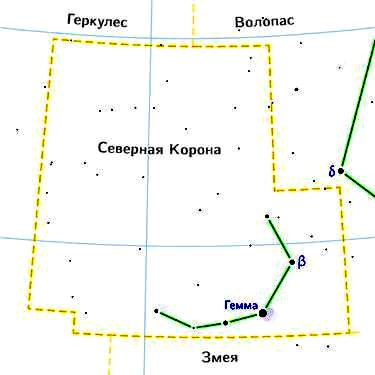 Геркулес
Волопас
Северная Корона
δ
β
Гемма
Змея